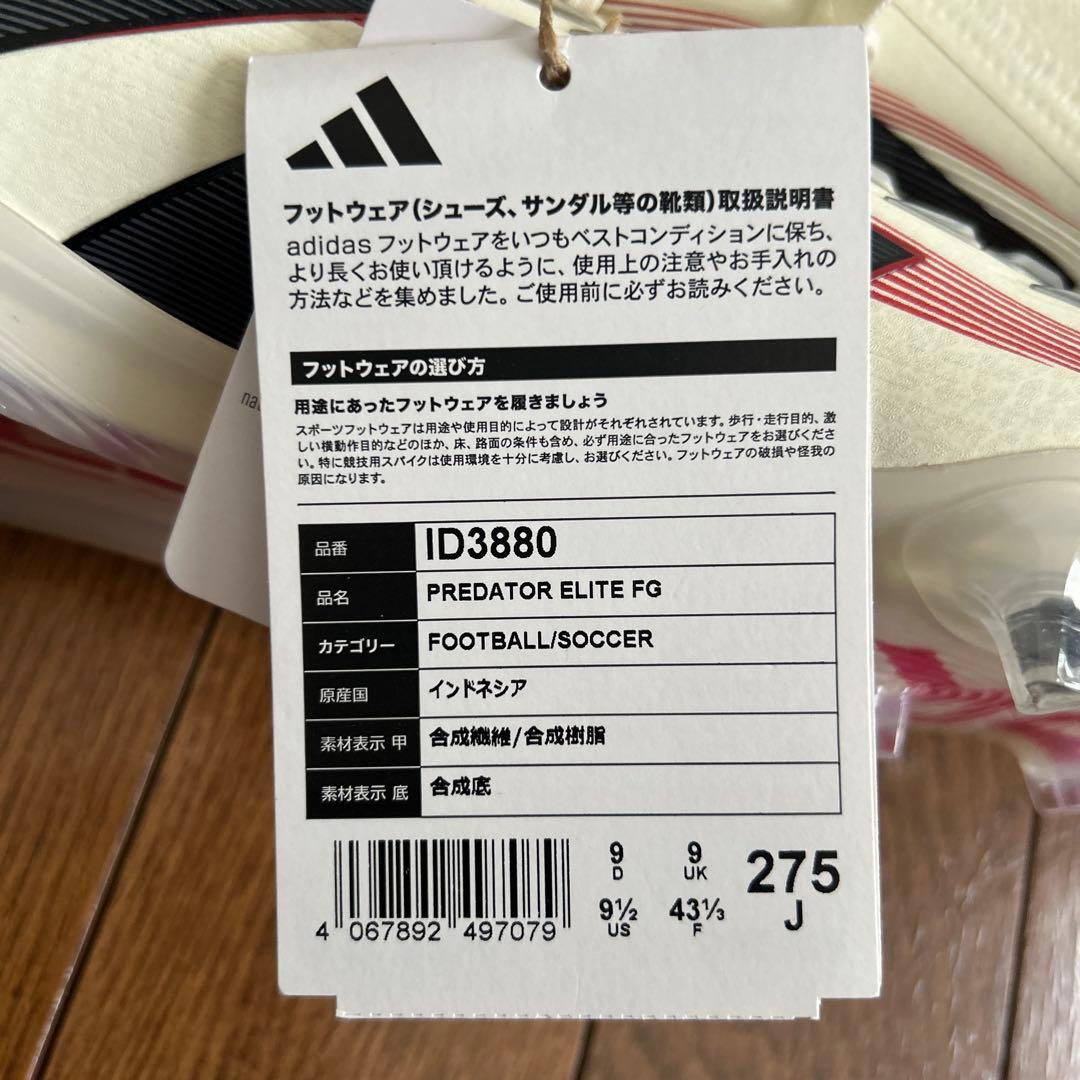 フットウェア(シューズ、サンダル等の靴類)取扱説明書
adidas フットウェアをいつもベストコンディションに保ち、
より長くお使い頂けるように、使用上の注意やお手入れの
方法などを集めました。ご使用前に必ずお読みください。
フットウェアの選び方
用途にあったフットウェアを履きましょう
スポーツフットウェアは用途や使用目的によって設計がそれぞれされています。歩行・走行目的、激
しい横動作目的などのほか、床、路面の条件も含め、必ず用途に合ったフットウェアをお選びくださ
い。特に競技用スパイクは使用環境を十分に考慮し、お選びください。フットウェアの破損や怪我の
原因になります。
品番 ID3880
品名 PREDATOR ELITE FG
カテゴリー FOOTBALL/SOCCER
原産国 インドネシア
素材表示 甲 合成繊維/合成樹脂
素材表示 底 合成底
9 9 275
D UK J
9½ 43⅓
US F
4 067892 497079